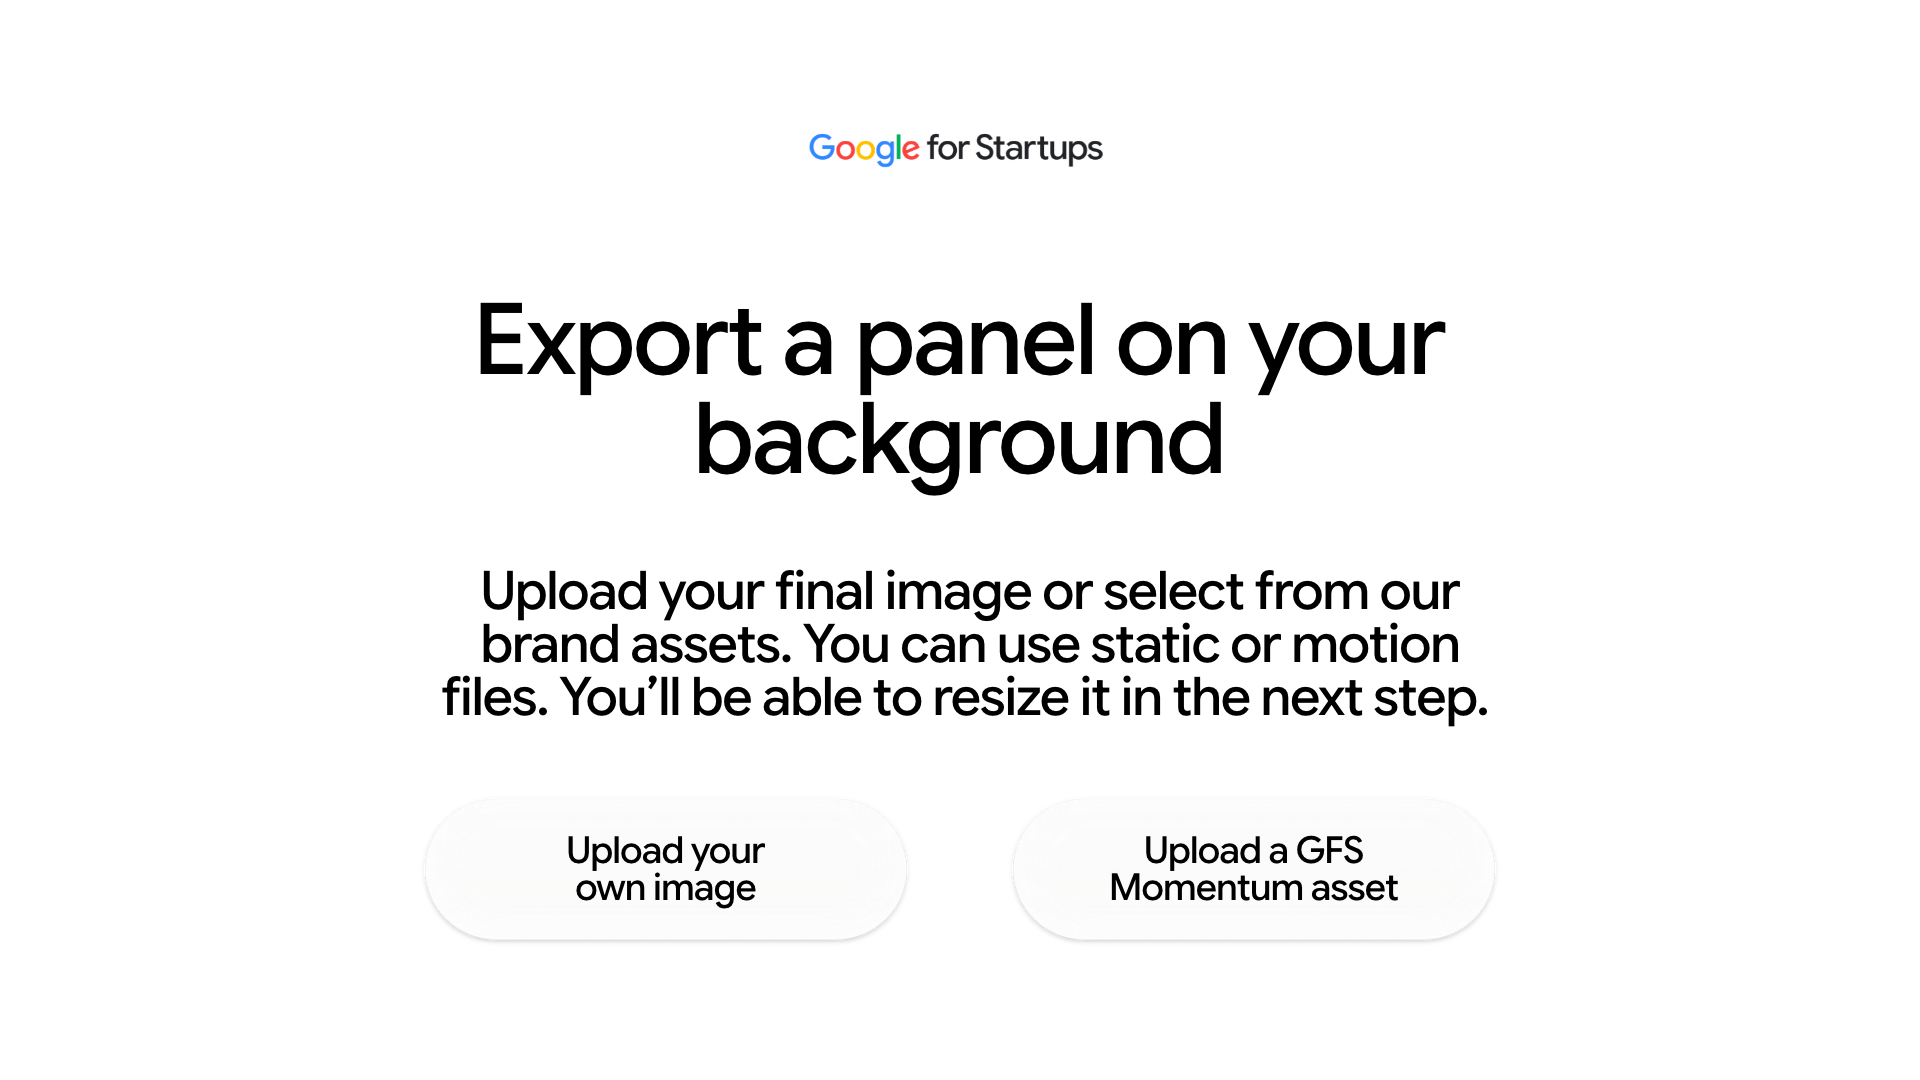 Google for Startups
Export a panel on your
background
Upload your final image or select from our
brand assets. You can use static or motion
files. You’ll be able to resize it in the next step.
Upload your
own image
Upload a GFS
Momentum asset